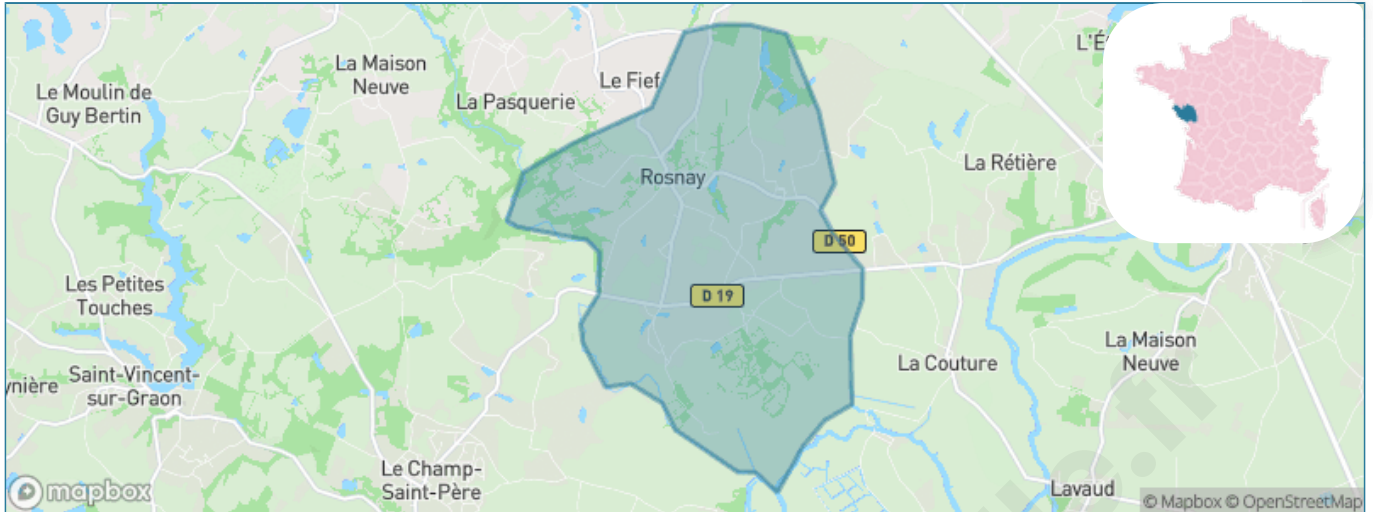 La Maison
Neuve
Le Fief
L'É
Le Moulin de
Guy Bertin
La Pasquerie
La Rétière
Rosnay
D 50
Les Petites
Touches
D 19
La Maison
Neuve
La Couture
ynière
Saint-Vincent-
sur-Graon
Le Champ-
Saint-Père
Lavaud
mapbox
© Mapbox © OpenStreetMap